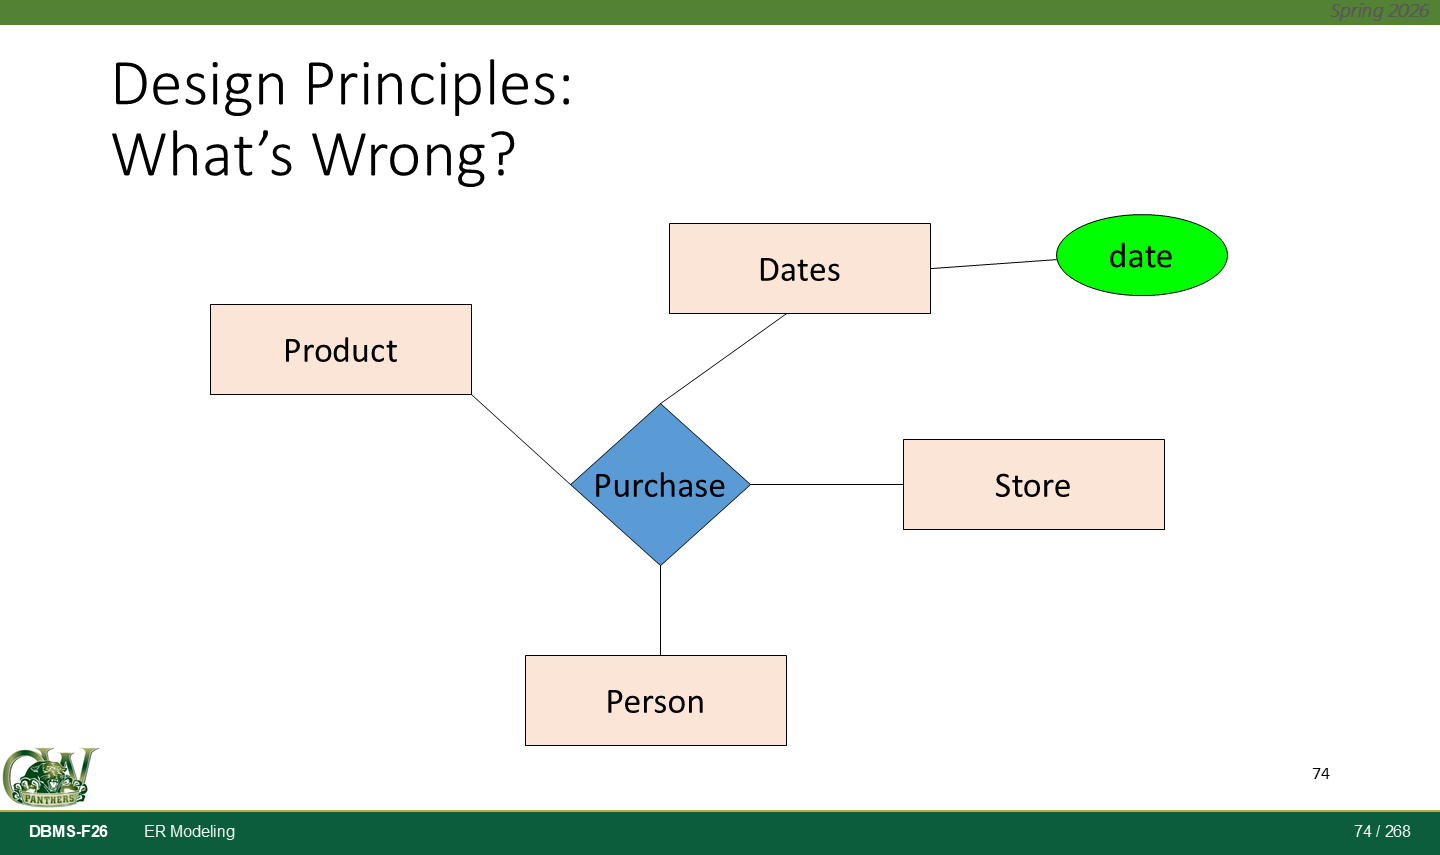 Spring 2026
Design Principles:
What’s Wrong?
Dates
date
Product
Purchase
Store
Person
OW
PANTHERS
74
DBMS-F26
ER Modeling
74 / 268